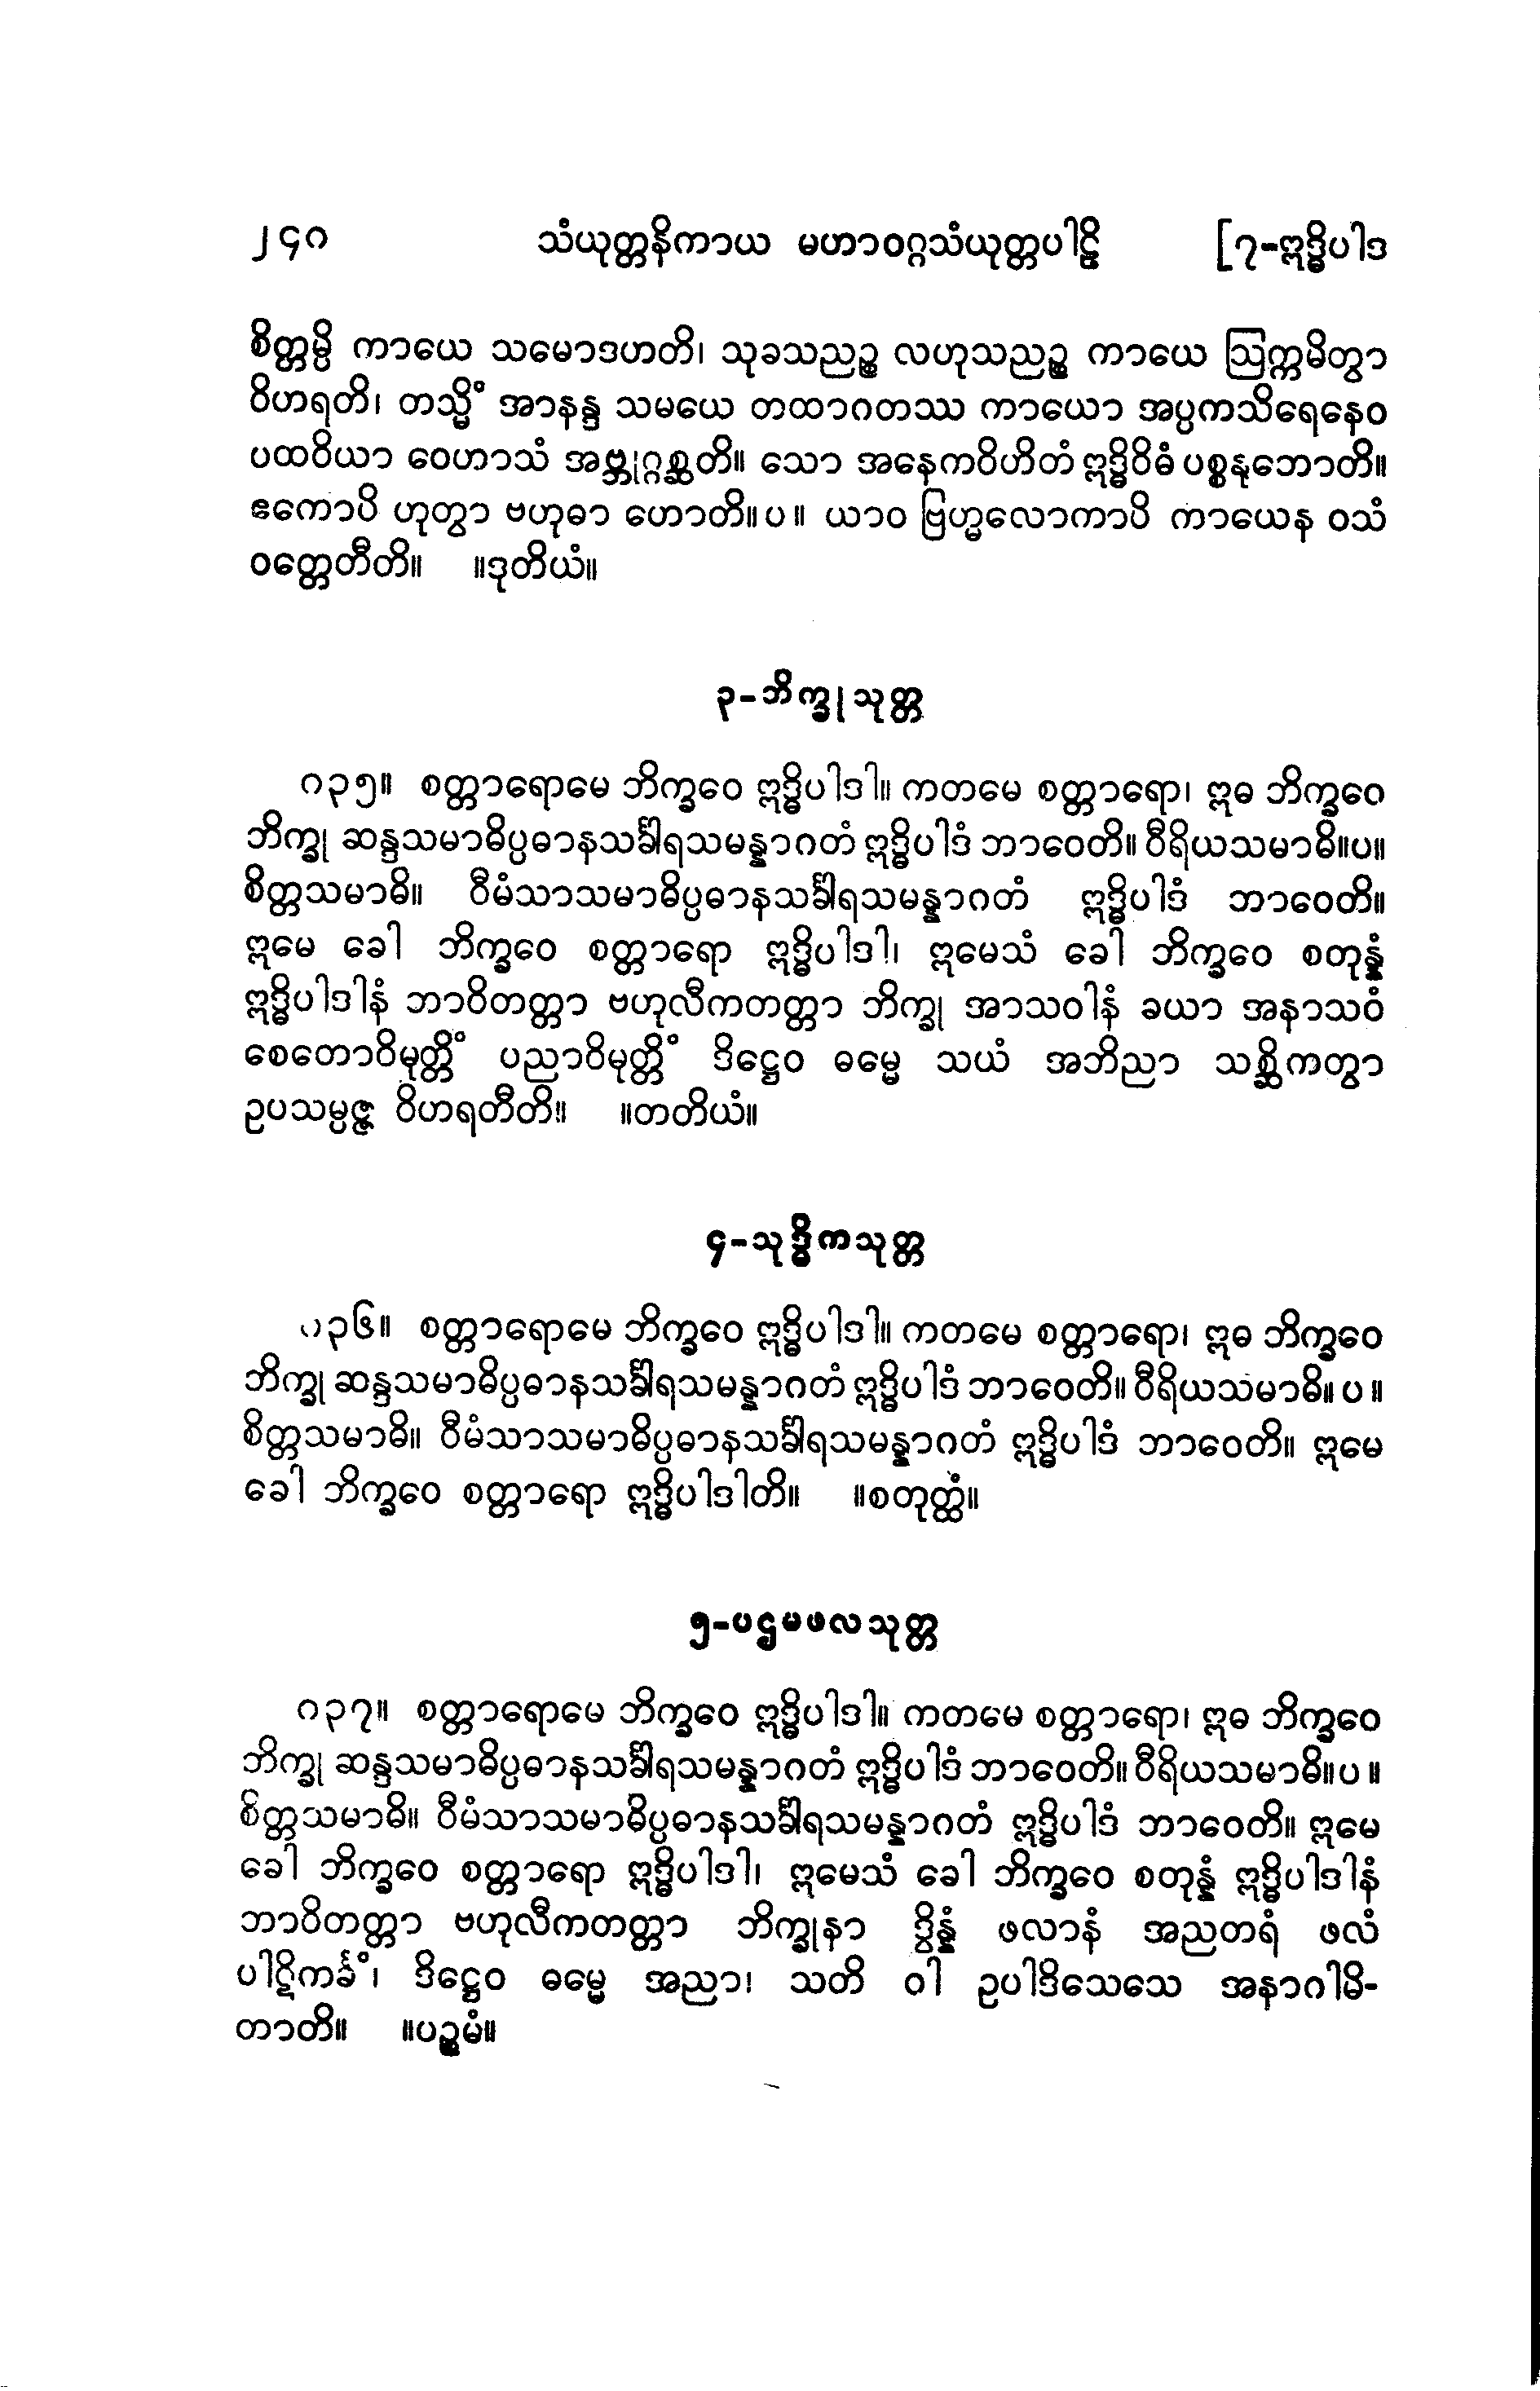 ၂၄၈ သံယုတ္တနိကာယ မဟာဝဂ္ဂသံယုတ္တပါဠိ [၇-ဣဒ္ဓိပါဒ
စိတ္တမ္ပိ ကာယေ သမောဒဟတိ၊ သုခသညဉ္စ လဟုသညဉ္စ ကာယေ ဩက္ကမိတွာ
ဝိဟရတိ၊ တသ္မိံ အာနန္ဒ သမယေ တထာဂတဿ ကာယော အပ္ပကသိရေနေဝ
ပထဝိယာ ဝေဟာသံ အဗ္ဘုဂ္ဂစ္ဆတိ။ သော အနေကဝိဟိတံ ဣဒ္ဓိဝိဓံ ပစ္စနုဘောတိ။
ဧကောပိ ဟုတွာ ဗဟုဓာ ဟောတိ။ပ။ ယာဝ ဗြဟ္မလောကာပိ ကာယေန ဝသံ
ဝတ္တေတီတိ။ ။ဒုတိယံ။
၃-ဘိက္ခုသုတ္တ
၈၃၅။ စတ္တာရောမေ ဘိက္ခဝေ ဣဒ္ဓိပါဒါ။ ကတမေ စတ္တာရော၊ ဣဓ ဘိက္ခဝေ
ဘိက္ခု ဆန္ဒသမာဓိပ္ပဓာနသင်္ခါရသမန္နာဂတံ ဣဒ္ဓိပါဒံ ဘာဝေတိ။ ဝီရိယသမာဓိ။ပ။
စိတ္တသမာဓိ။ ဝီမံသာသမာဓိပ္ပဓာနသင်္ခါရသမန္နာဂတံ ဣဒ္ဓိပါဒံ ဘာဝေတိ။
ဣမေ ခေါ ဘိက္ခဝေ စတ္တာရော ဣဒ္ဓိပါဒါ၊ ဣမေသံ ခေါ ဘိက္ခဝေ စတုန္နံ
ဣဒ္ဓိပါဒါနံ ဘာဝိတတ္တာ ဗဟုလီကတတ္တာ ဘိက္ခု အာသဝါနံ ခယာ အနာသဝံ
စေတောဝိမုတ္တိံ ပညာဝိမုတ္တိံ ဒိဋ္ဌေဝ ဓမ္မေ သယံ အဘိညာ သစ္ဆိကတွာ
ဥပသမ္ပဇ္ဇ ဝိဟရတီတိ။ ။တတိယံ။
၄-သုဒ္ဓိကသုတ္တ
၈၃၆။ စတ္တာရောမေ ဘိက္ခဝေ ဣဒ္ဓိပါဒါ။ ကတမေ စတ္တာရော၊ ဣဓ ဘိက္ခဝေ
ဘိက္ခု ဆန္ဒသမာဓိပ္ပဓာနသင်္ခါရသမန္နာဂတံ ဣဒ္ဓိပါဒံ ဘာဝေတိ။ ဝီရိယသမာဓိ။ ပ ။
စိတ္တသမာဓိ။ ဝီမံသာသမာဓိပ္ပဓာနသင်္ခါရသမန္နာဂတံ ဣဒ္ဓိပါဒံ ဘာဝေတိ။ ဣမေ
ခေါ ဘိက္ခဝေ စတ္တာရော ဣဒ္ဓိပါဒါတိ။ ။စတုတ္ထံ။
၅-ပဌမဖလသုတ္တ
၈၃၇။ စတ္တာရောမေ ဘိက္ခဝေ ဣဒ္ဓိပါဒါ။ ကတမေ စတ္တာရော၊ ဣဓ ဘိက္ခဝေ
ဘိက္ခု ဆန္ဒသမာဓိပ္ပဓာနသင်္ခါရသမန္နာဂတံ ဣဒ္ဓိပါဒံ ဘာဝေတိ။ ဝီရိယသမာဓိ။ပ ။
စိတ္တသမာဓိ။ ဝီမံသာသမာဓိပ္ပဓာနသင်္ခါရသမန္နာဂတံ ဣဒ္ဓိပါဒံ ဘာဝေတိ။ ဣမေ
ခေါ ဘိက္ခဝေ စတ္တာရော ဣဒ္ဓိပါဒါ၊ ဣမေသံ ခေါ ဘိက္ခဝေ စတုန္နံ ဣဒ္ဓိပါဒါနံ
ဘာဝိတတ္တာ ဗဟုလီကတတ္တာ ဘိက္ခုနာ ဒွိန္နံ ဖလာနံ အညတရံ ဖလံ
ပါဋိကင်္ခံ၊ ဒိဋ္ဌေဝ ဓမ္မေ အညာ၊ သတိ ဝါ ဥပါဒိသေသေ အနာဂါမိ-
တာတိ။ ။ပဉ္စမံ။